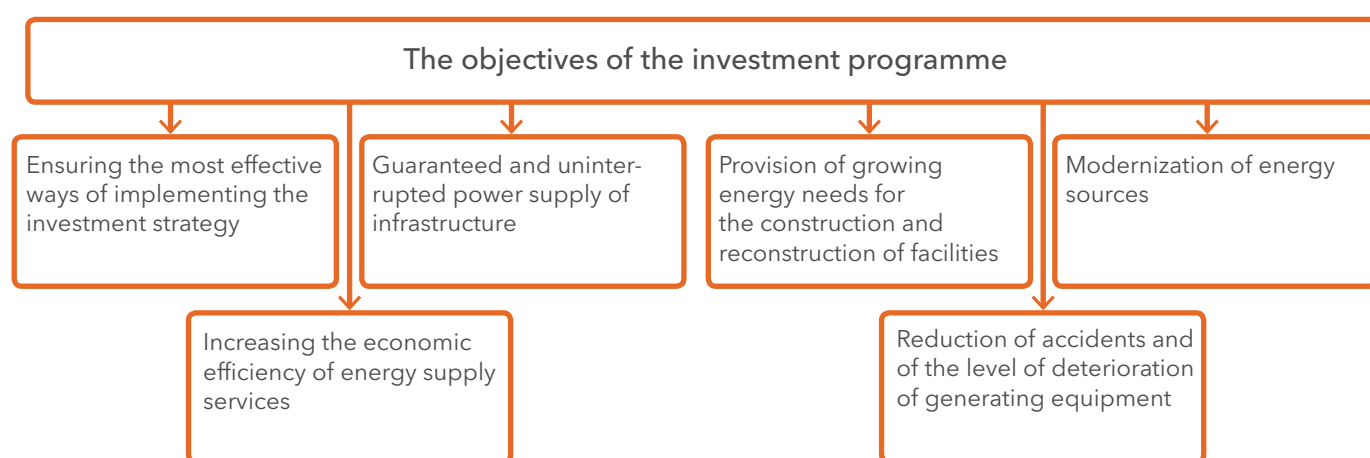 The objectives of the investment programme
Ensuring the most effective
ways of implementing the
investment strategy
Guaranteed and uninter-
rupted power supply of
infrastructure
Provision of growing
energy needs for
the construction and
reconstruction of facilities
Modernization of energy
sources
Increasing the economic
efficiency of energy supply
services
Reduction of accidents and
of the level of deterioration
of generating equipment